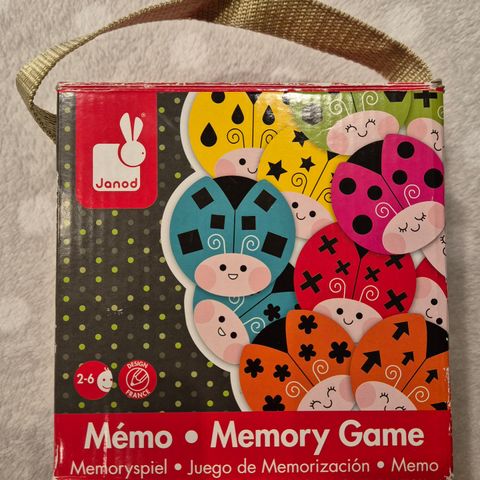 Janod
2-6
DESIGN
FRANCE
Mémo • Memory Game
Memoryspiel • Juego de Memorización • Memo